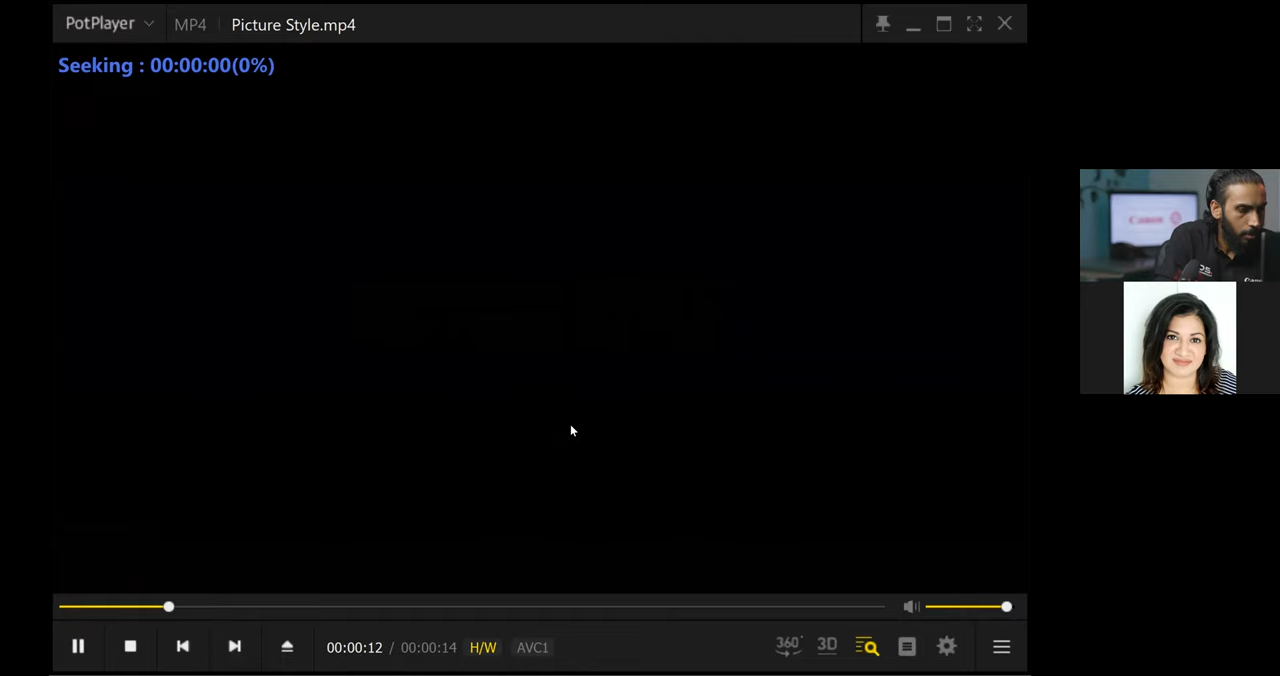 PotPlayer MP4 Picture Style.mp4
Seeking : 00:00:00(0%)
Canon
00:00:12 / 00:00:14 H/W AVC1 360° 3D